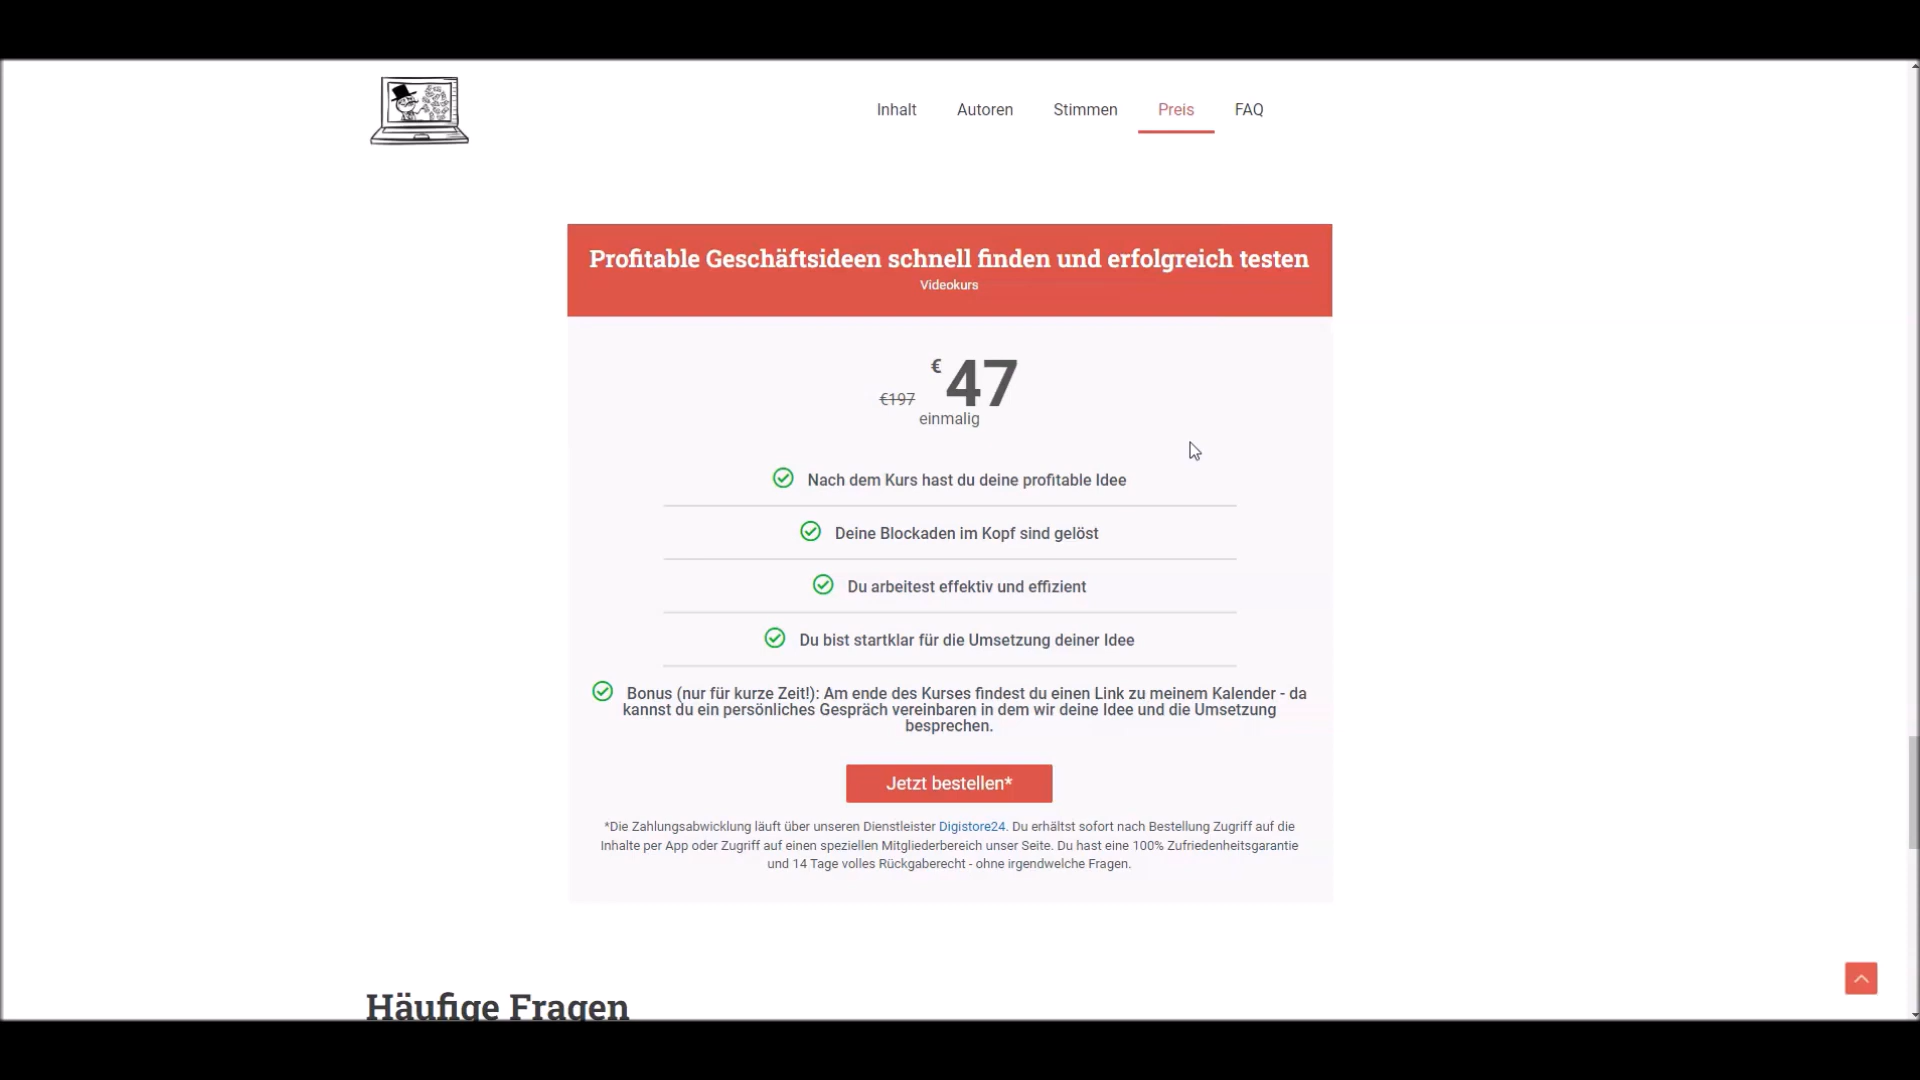 Inhalt Autoren Stimmen Preis FAQ
Profitable Geschäftsideen schnell finden und erfolgreich testen
Videokurs
€197 €47
einmalig
Nach dem Kurs hast du deine profitable Idee
Deine Blockaden im Kopf sind gelöst
Du arbeitest effektiv und effizient
Du bist startklar für die Umsetzung deiner Idee
Bonus (nur für kurze Zeit!): Am ende des Kurses findest du einen Link zu meinem Kalender - da
kannst du ein persönliches Gespräch vereinbaren in dem wir deine Idee und die Umsetzung
besprechen.
Jetzt bestellen*
*Die Zahlungsabwicklung läuft über unseren Dienstleister Digistore24. Du erhältst sofort nach Bestellung Zugriff auf die
Inhalte per App oder Zugriff auf einen speziellen Mitgliederbereich unser Seite. Du hast eine 100% Zufriedenheitsgarantie
und 14 Tage volles Rückgaberecht - ohne irgendwelche Fragen.
Häufige Fragen